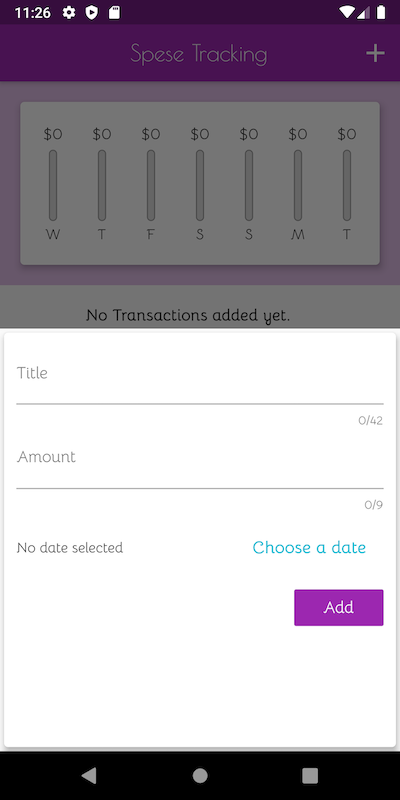 11:26
Spese Tracking +
$0 $0 $0 $0 $0 $0 $0
W T F S S M T
No Transactions added yet.
Title
0/42
Amount
0/9
No date selected Choose a date
Add